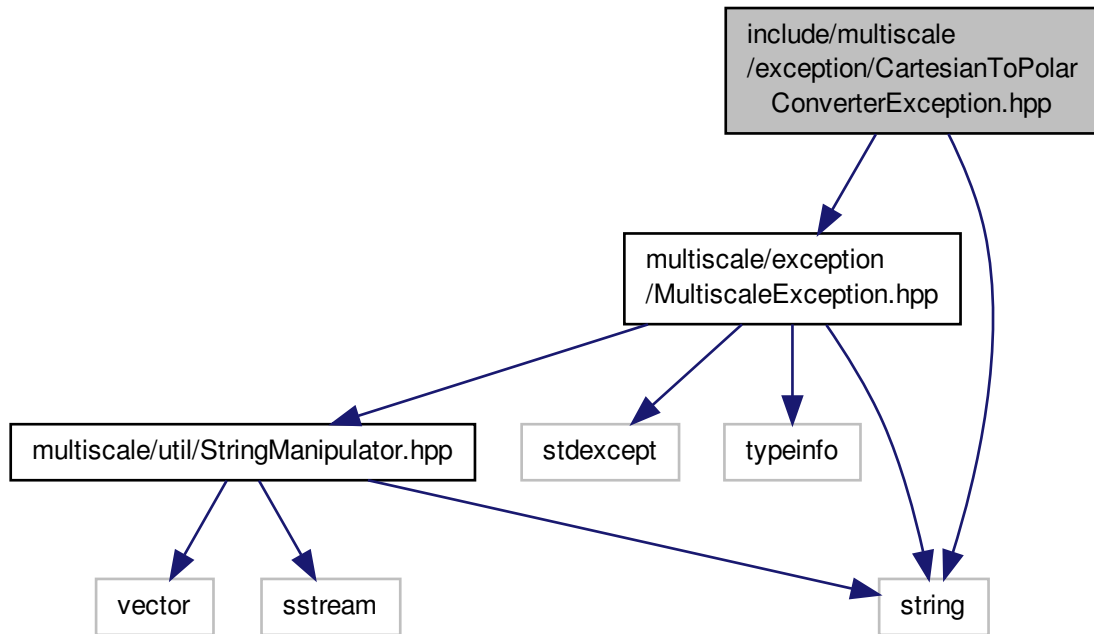 include/multiscale
/exception/CartesianToPolar
ConverterException.hpp
multiscale/exception
/MultiscaleException.hpp
multiscale/util/StringManipulator.hpp
stdexcept
typeinfo
vector
sstream
string